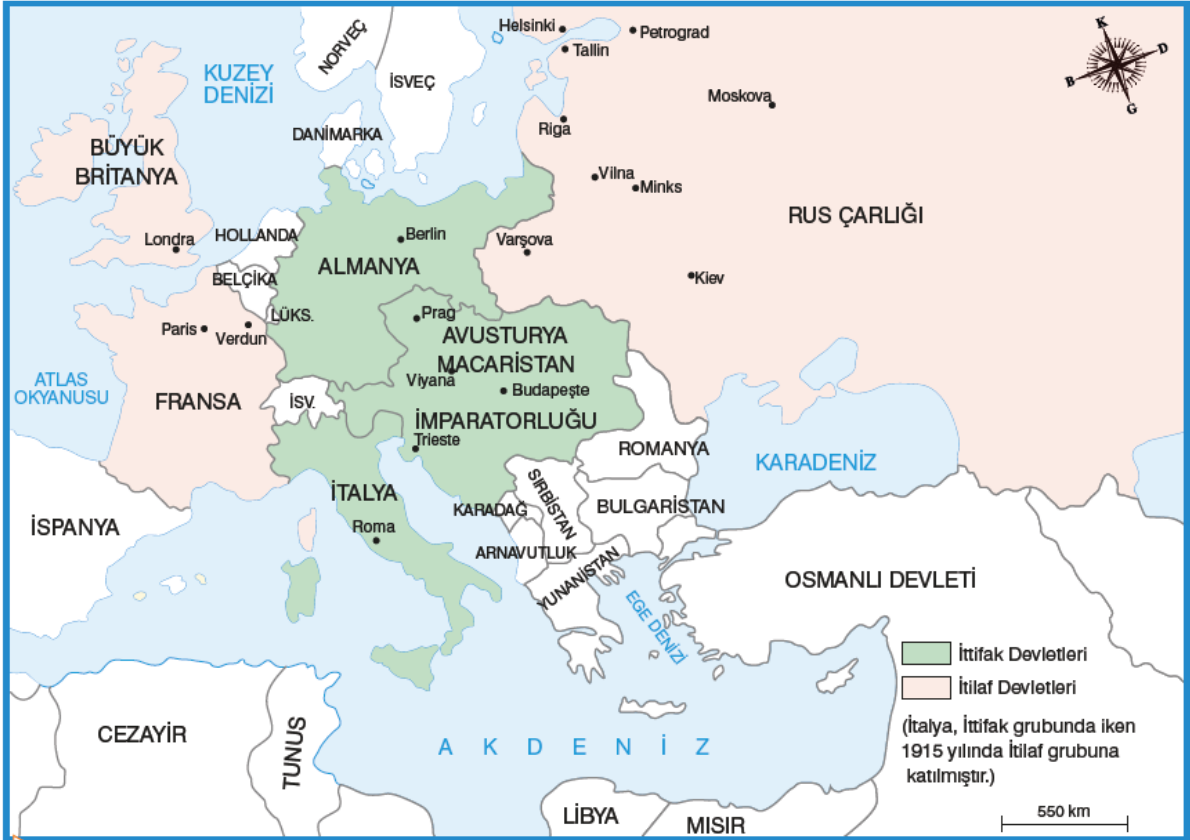 Helsinki
Petrograd
Tallin
K
D
B
G
NORVEÇ
İSVEÇ
KUZEY
DENİZİ
Moskova
Riga
DANİMARKA
BÜYÜK
BRİTANYA
Vilna
Minks
RUS ÇARLIĞI
Londra
HOLLANDA
Berlin
Varşova
ALMANYA
BELÇİKA
Kiev
LÜKS.
Prag
Paris
Verdun
AVUSTURYA
MACARİSTAN
Viyana
Budapeşte
İMPARATORLUĞU
ATLAS
OKYANUSU
FRANSA
İSV.
Trieste
ROMANYA
KARADENİZ
İTALYA
SIRBİSTAN
KARADAĞ
BULGARİSTAN
İSPANYA
Roma
ARNAVUTLUK
YUNANİSTAN
OSMANLI DEVLETİ
EGE DENİZİ
İttifak Devletleri
İtilaf Devletleri
(İtalya, İttifak grubunda iken
1915 yılında İtilaf grubuna
katılmıştır.)
CEZAYİR
TUNUS
AKDENİZ
LİBYA
MISIR
550 km